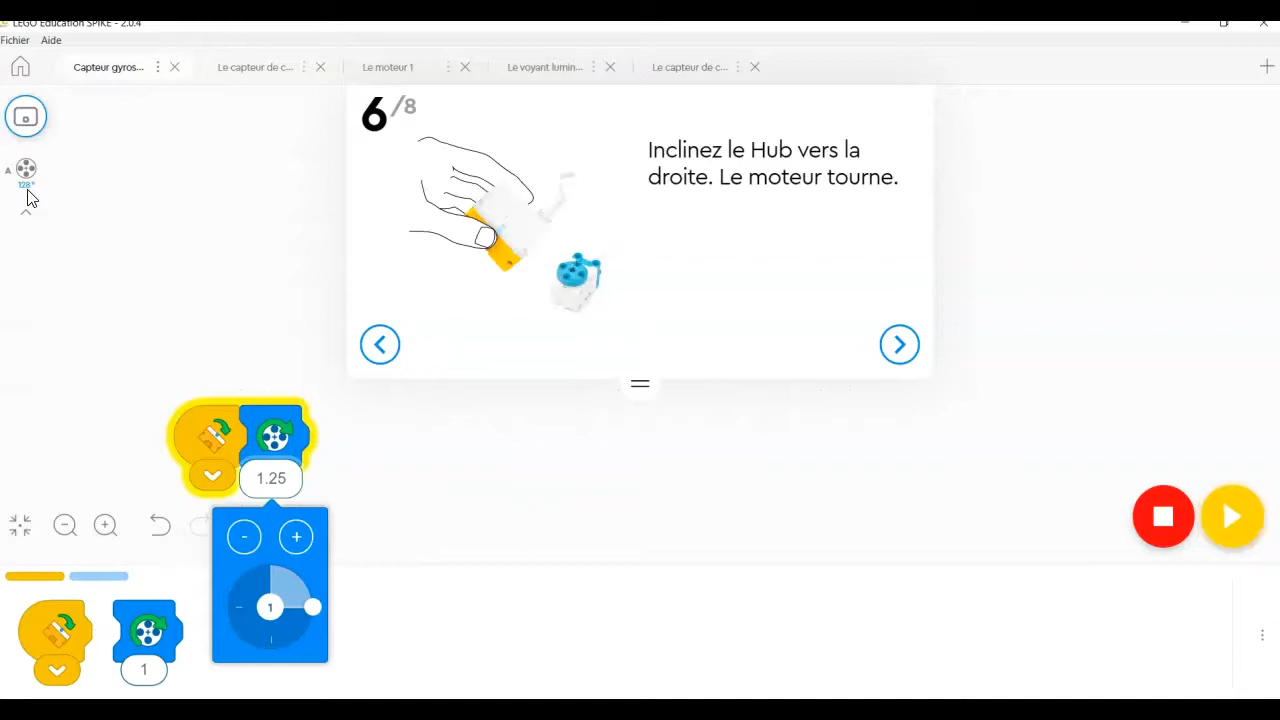 LEGO Education SPIKE - 2.0.4
Fichier Aide
Capteur gyros... Le capteur de c... Le moteur 1 Le voyant lumin... Le capteur de c...
6/8
Inclinez le Hub vers la
droite. Le moteur tourne.
A
128°
1.25
- +
1
1